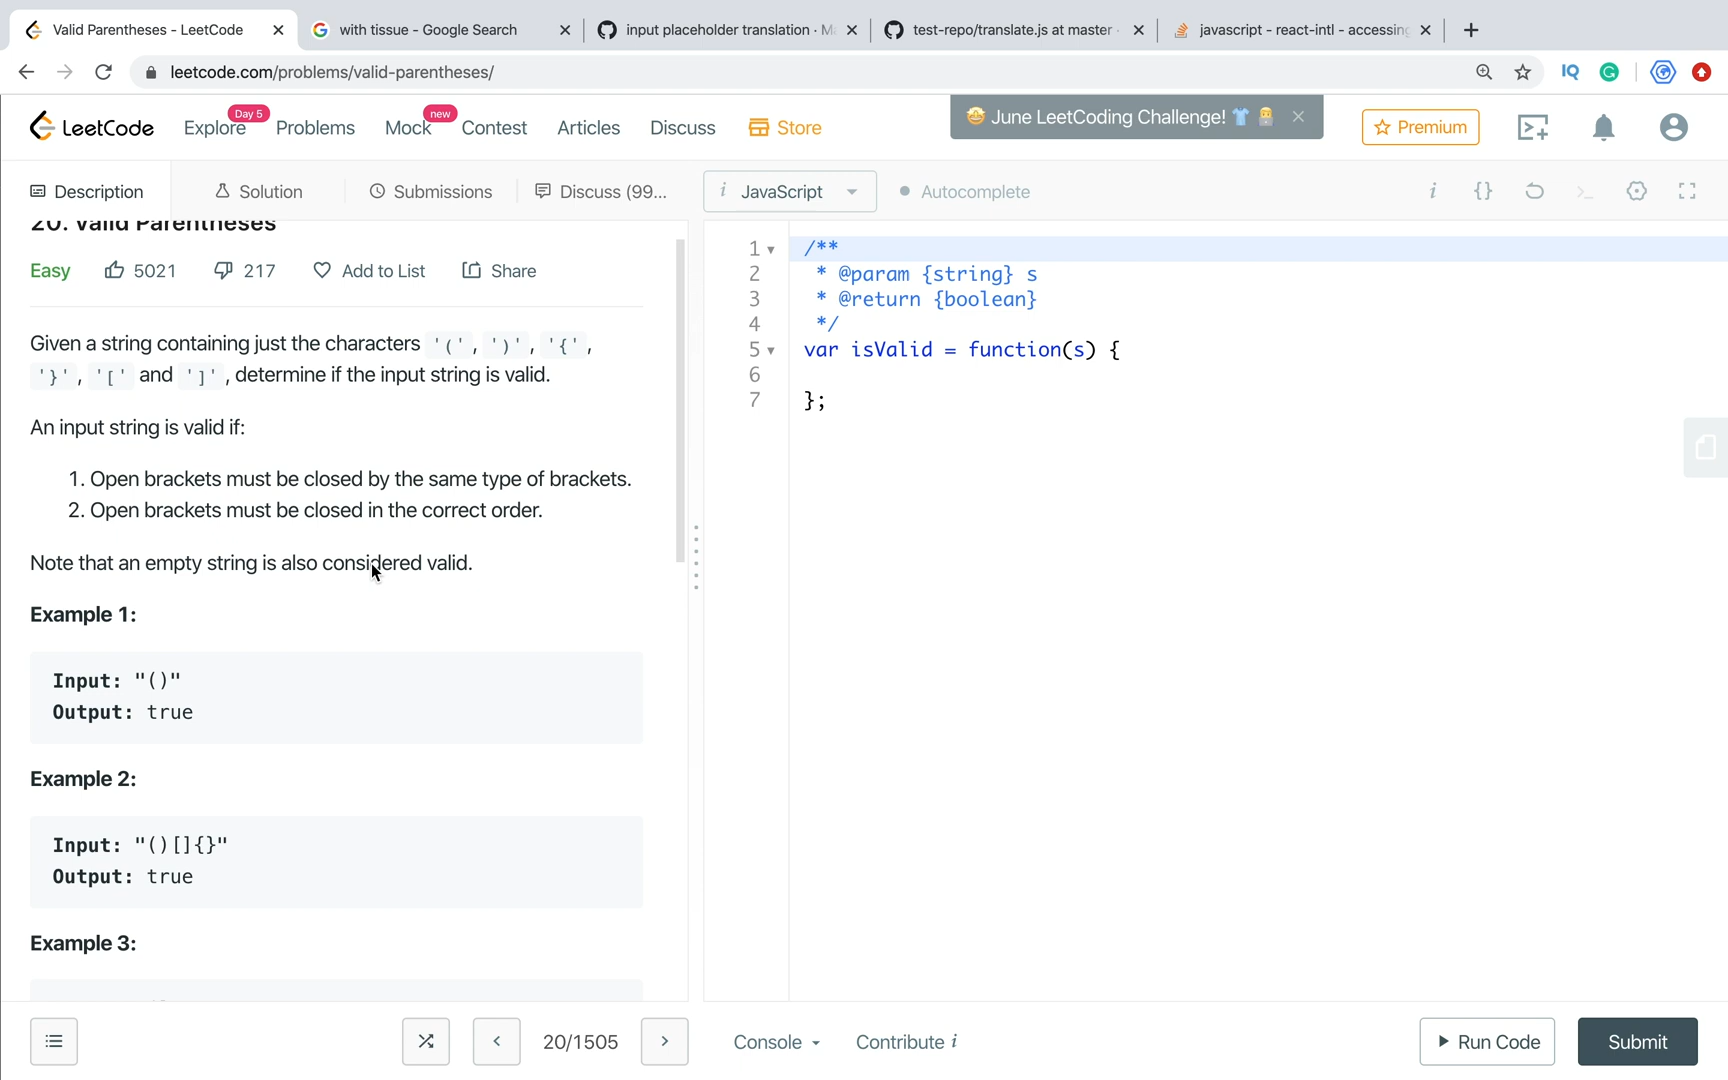 Valid Parentheses - LeetCode
with tissue - Google Search
input placeholder translation · M
test-repo/translate.js at master ·
javascript - react-intl - accessing
leetcode.com/problems/valid-parentheses/
IQ
LeetCode
Explore
Day 5
Problems
Mock
new
Contest
Articles
Discuss
Store
June LeetCoding Challenge!
Premium
Description
Solution
Submissions
Discuss (99...
i JavaScript
Autocomplete
i {} >_
20. Valid Parentheses
Easy 5021 217 Add to List Share
Given a string containing just the characters '(', ')', '{',
'}', '[' and ']', determine if the input string is valid.
An input string is valid if:
1. Open brackets must be closed by the same type of brackets.
2. Open brackets must be closed in the correct order.
Note that an empty string is also considered valid.
Example 1:
Input: "()"
Output: true
Example 2:
Input: "()[]{}"
Output: true
Example 3:
1 /**
2  * @param {string} s
3  * @return {boolean}
4  */
5 var isValid = function(s) {
6
7 };
20/1505
Console
Contribute i
Run Code
Submit